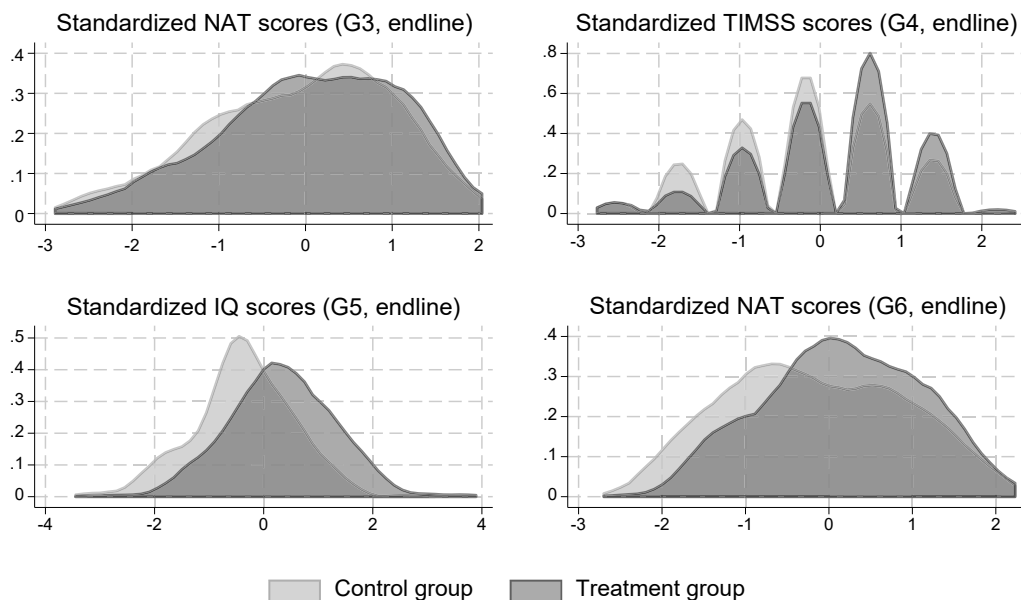 Standardized NAT scores (G3, endline)
.4
.3
.2
.1
0
-3 -2 -1 0 1 2
Standardized TIMSS scores (G4, endline)
.8
.6
.4
.2
0
-3 -2 -1 0 1 2
Standardized IQ scores (G5, endline)
.5
.4
.3
.2
.1
0
-4 -2 0 2 4
Standardized NAT scores (G6, endline)
.4
.3
.2
.1
0
-3 -2 -1 0 1 2
Control group Treatment group